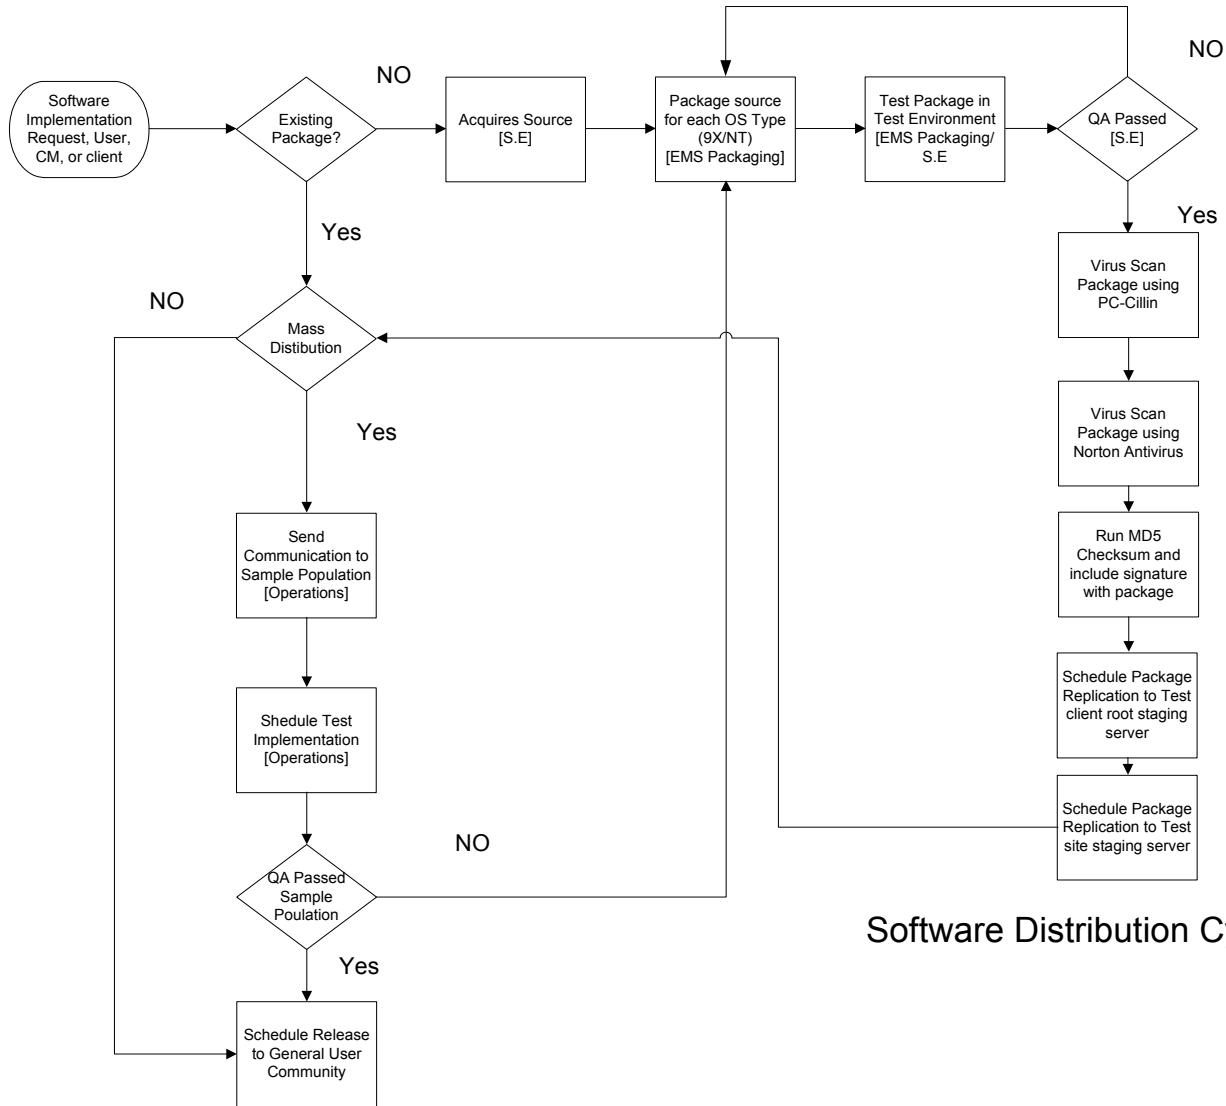 Software
Implementation
Request, User,
CM, or client
Existing
Package?
NO
Acquires Source
[S.E]
Package source
for each OS Type
(9X/NT)
[EMS Packaging]
Test Package in
Test Environment
[EMS Packaging/
S.E
QA Passed
[S.E]
NO
Yes
Yes
Virus Scan
Package using
PC-Cillin
NO
Mass
Distibution
Yes
Virus Scan
Package using
Norton Antivirus
Send
Communication to
Sample Population
[Operations]
Run MD5
Checksum and
include signature
with package
Shedule Test
Implementation
[Operations]
Schedule Package
Replication to Test
client root staging
server
Schedule Package
Replication to Test
site staging server
QA Passed
Sample
Poulation
NO
Yes
Schedule Release
to General User
Community
Software Distribution